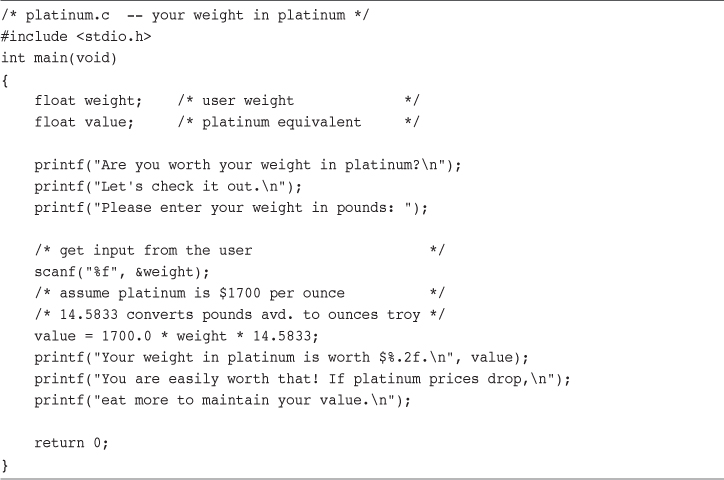 /* platinum.c  -- your weight in platinum */
#include <stdio.h>
int main(void)
{
    float weight;    /* user weight             */
    float value;     /* platinum equivalent     */

    printf("Are you worth your weight in platinum?\n");
    printf("Let's check it out.\n");
    printf("Please enter your weight in pounds: ");

    /* get input from the user                     */
    scanf("%f", &weight);
    /* assume platinum is $1700 per ounce          */
    /* 14.5833 converts pounds avd. to ounces troy */
    value = 1700.0 * weight * 14.5833;
    printf("Your weight in platinum is worth $%.2f.\n", value);
    printf("You are easily worth that! If platinum prices drop,\n");
    printf("eat more to maintain your value.\n");

    return 0;
}